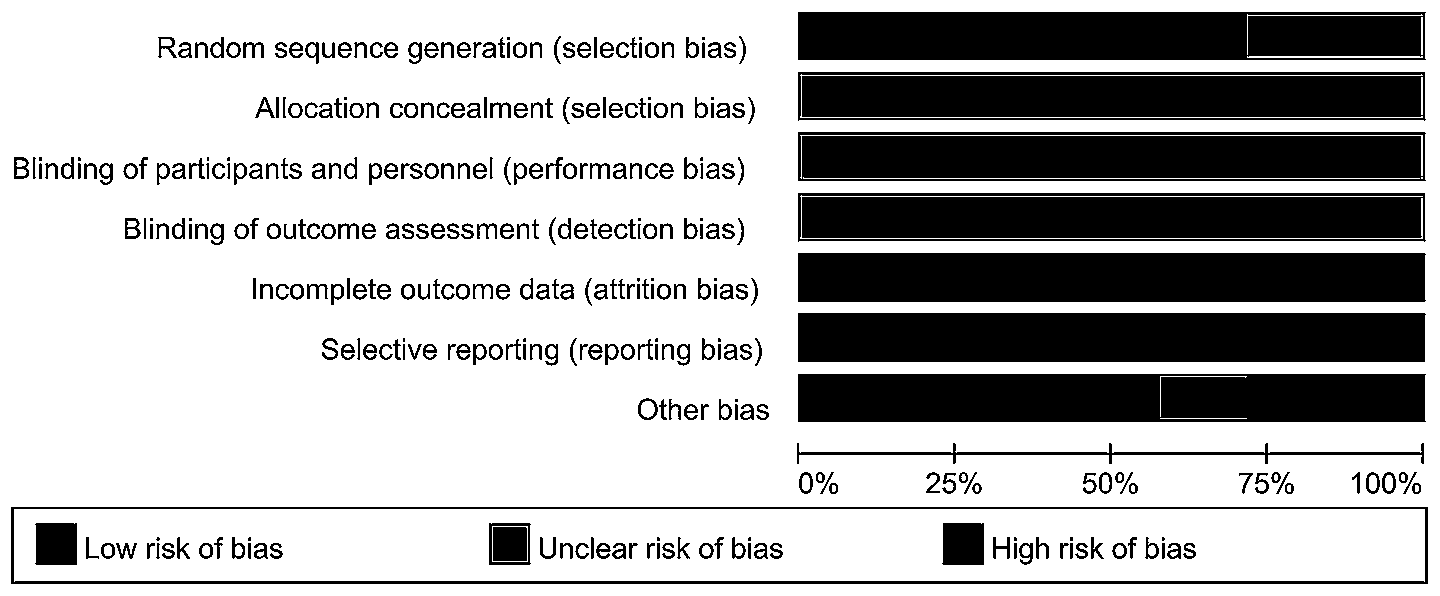 Random sequence generation (selection bias)
Allocation concealment (selection bias)
Blinding of participants and personnel (performance bias)
Blinding of outcome assessment (detection bias)
Incomplete outcome data (attrition bias)
Selective reporting (reporting bias)
Other bias
0% 25% 50% 75% 100%
Low risk of bias Unclear risk of bias High risk of bias